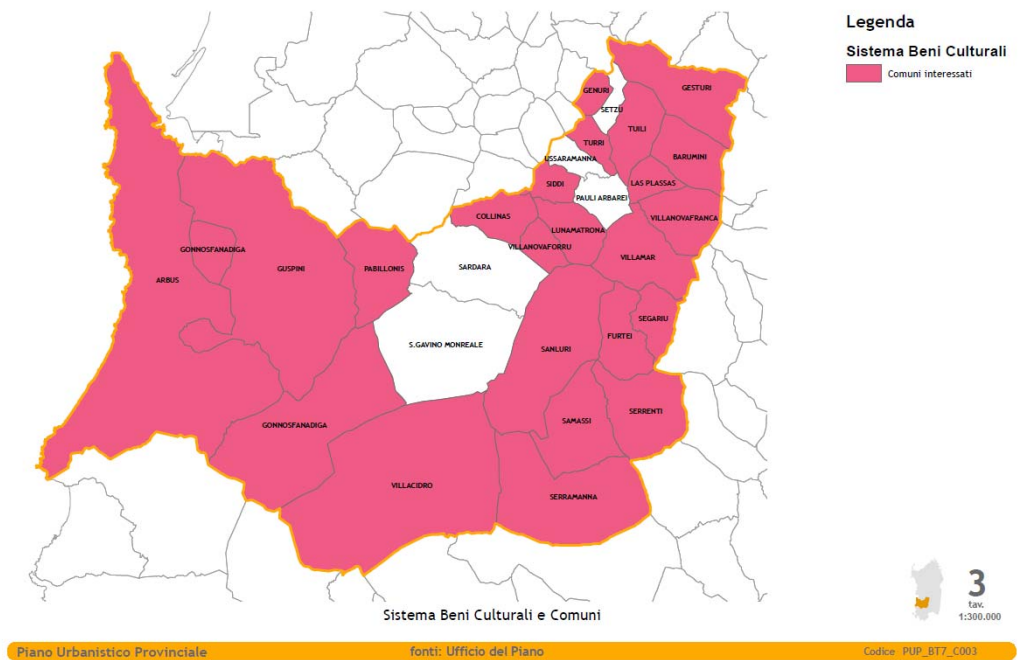 Legenda
Sistema Beni Culturali
Comuni interessati
GENURI
GESTURI
SETZU
TUILI
TURRI
BARUMINI
USSARAMANNA
SIDDI
LAS PLASSAS
PAULI ARBAREI
COLLINAS
VILLANOVAFRANCA
LUNAMATRONA
VILLANOVAFORRU
GONNOSFANADIGA
VILLAMAR
ARBUS
GUSPINI
PABILLONIS
SARDARA
SEGARIU
FURTEI
S.GAVINO MONREALE
SANLURI
SERRENTI
SAMASSI
GONNOSFANADIGA
VILLACIDRO
SERRAMANNA
Sistema Beni Culturali e Comuni
3
tav.
1:300.000
Piano Urbanistico Provinciale
fonti: Ufficio del Piano
Codice PUP_BT7_C003